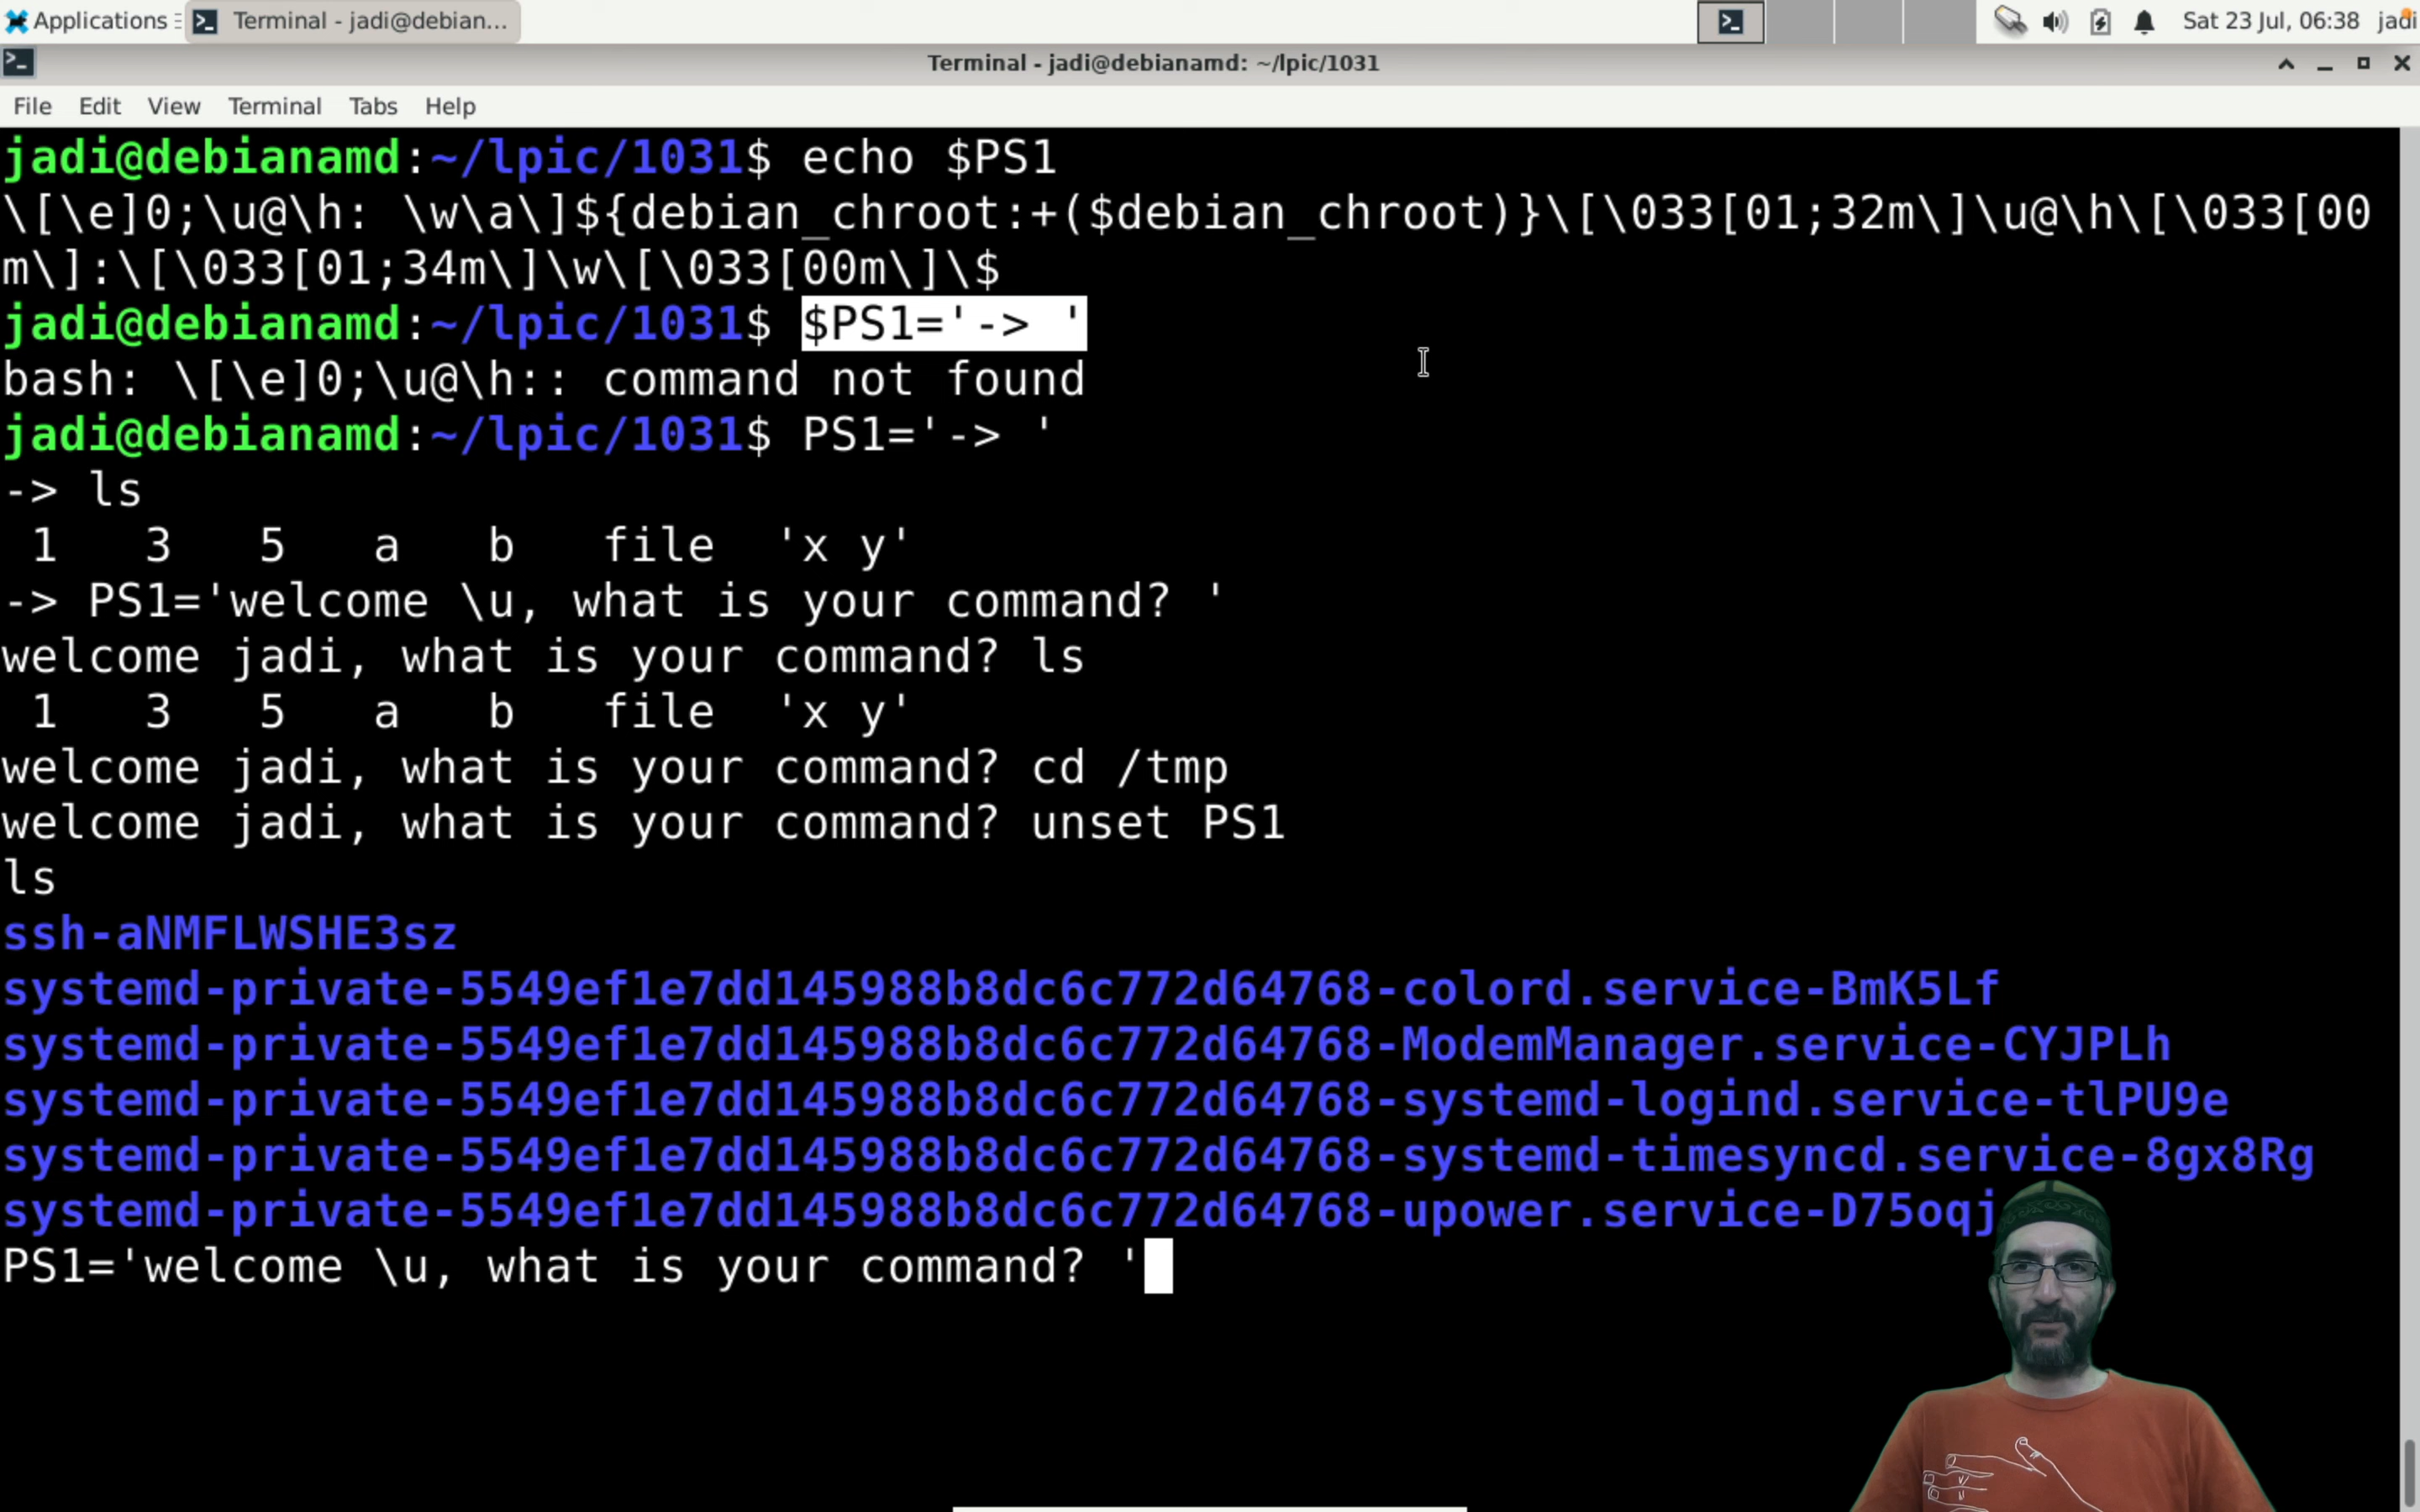 Applications Terminal - jadi@debian... Sat 23 Jul, 06:38 jadi
Terminal - jadi@debianamd: ~/lpic/1031
File Edit View Terminal Tabs Help
jadi@debianamd:~/lpic/1031$ echo $PS1
\[\e]0;\u@\h: \w\a\]${debian_chroot:+($debian_chroot)}\[\033[01;32m\]\u@\h\[\033[00
m\]:\[\033[01;34m\]\w\[\033[00m\]\$
jadi@debianamd:~/lpic/1031$ $PS1='-> '
bash: \[\e]0;\u@\h:: command not found
jadi@debianamd:~/lpic/1031$ PS1='-> '
-> ls
1 3 5 a b file 'x y'
-> PS1='welcome \u, what is your command? '
welcome jadi, what is your command? ls
1 3 5 a b file 'x y'
welcome jadi, what is your command? cd /tmp
welcome jadi, what is your command? unset PS1
ls
ssh-aNMFLWSHE3sz
systemd-private-5549ef1e7dd145988b8dc6c772d64768-colord.service-BmK5Lf
systemd-private-5549ef1e7dd145988b8dc6c772d64768-ModemManager.service-CYJPLh
systemd-private-5549ef1e7dd145988b8dc6c772d64768-systemd-logind.service-tlPU9e
systemd-private-5549ef1e7dd145988b8dc6c772d64768-systemd-timesyncd.service-8gx8Rg
systemd-private-5549ef1e7dd145988b8dc6c772d64768-upower.service-D75oqj
PS1='welcome \u, what is your command? '